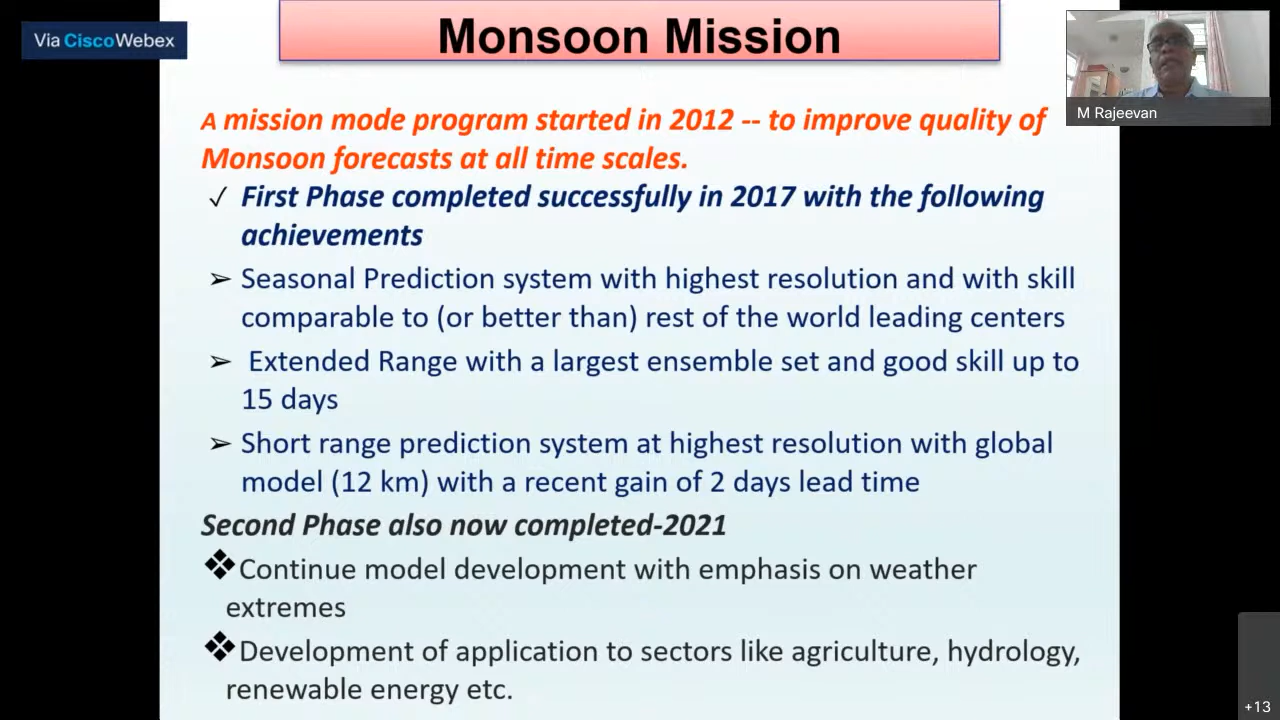 Via Cisco Webex
Monsoon Mission
M Rajeevan
A mission mode program started in 2012 -- to improve quality of
Monsoon forecasts at all time scales.
✓ First Phase completed successfully in 2017 with the following
achievements
➢ Seasonal Prediction system with highest resolution and with skill
comparable to (or better than) rest of the world leading centers
➢ Extended Range with a largest ensemble set and good skill up to
15 days
➢ Short range prediction system at highest resolution with global
model (12 km) with a recent gain of 2 days lead time
Second Phase also now completed-2021
❖Continue model development with emphasis on weather
extremes
❖Development of application to sectors like agriculture, hydrology,
renewable energy etc.
+13